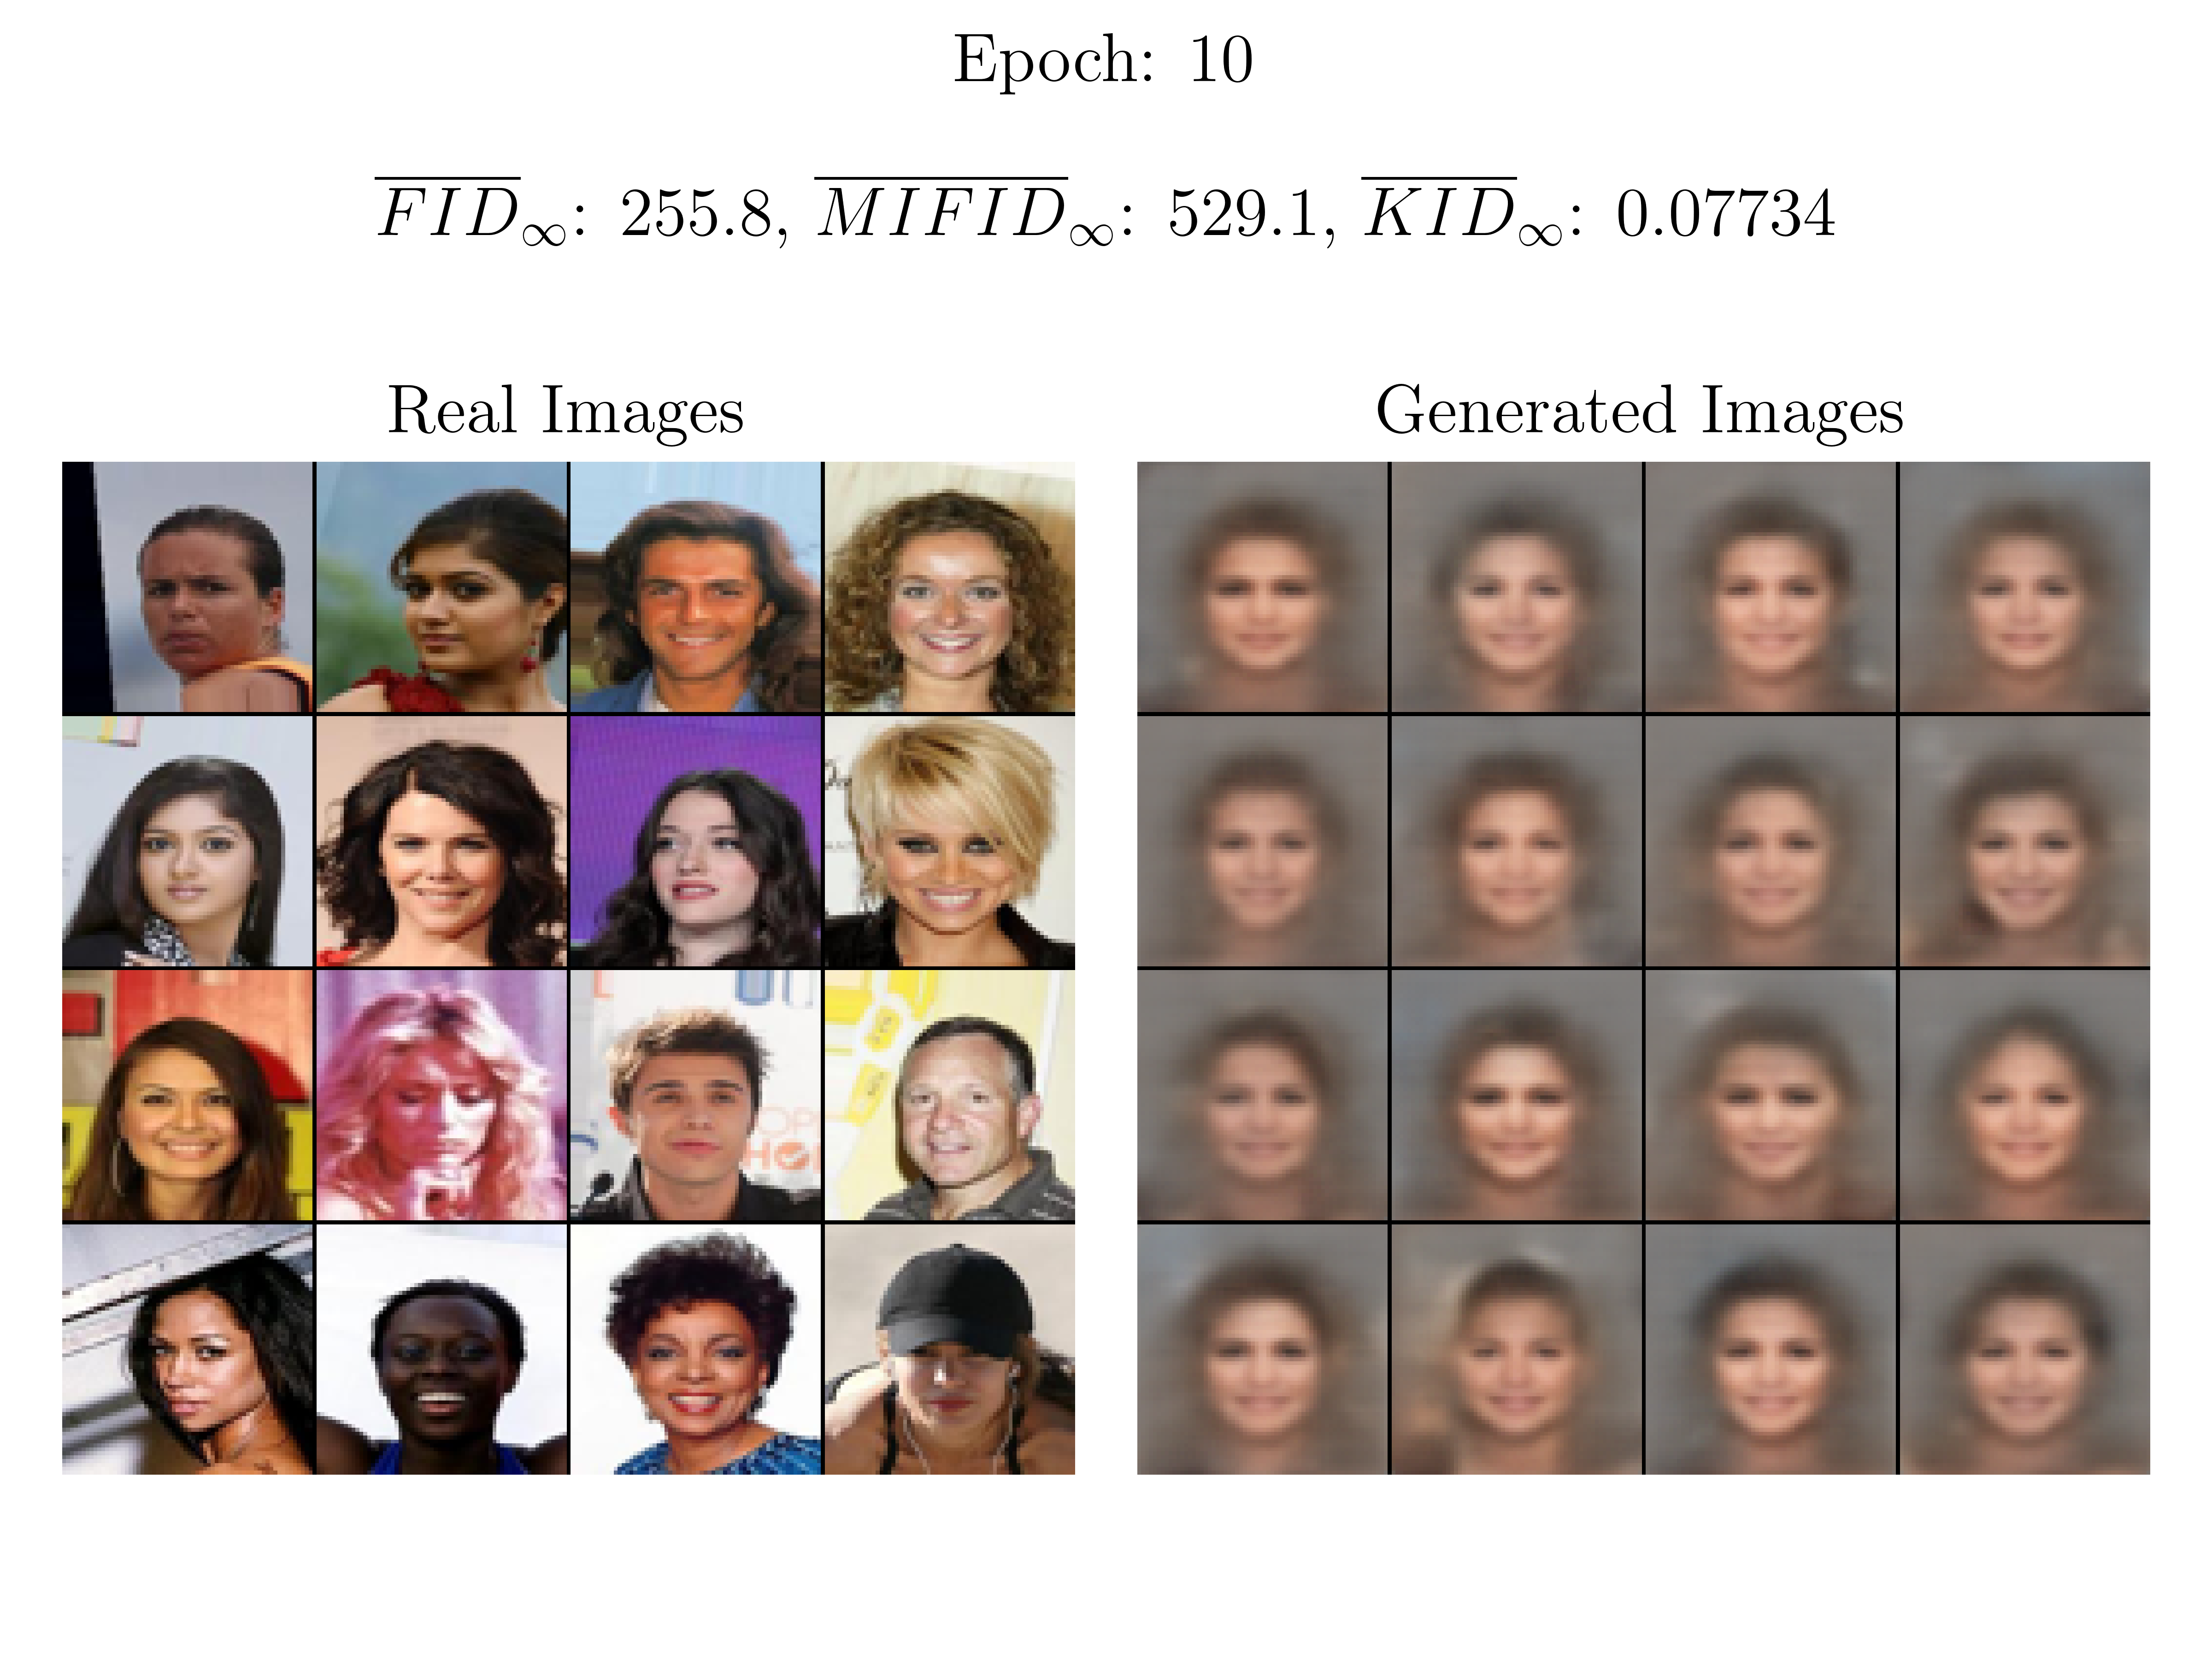 Epoch: 10
FID∞: 255.8, MIFID∞: 529.1, KID∞: 0.07734
Real Images
Generated Images